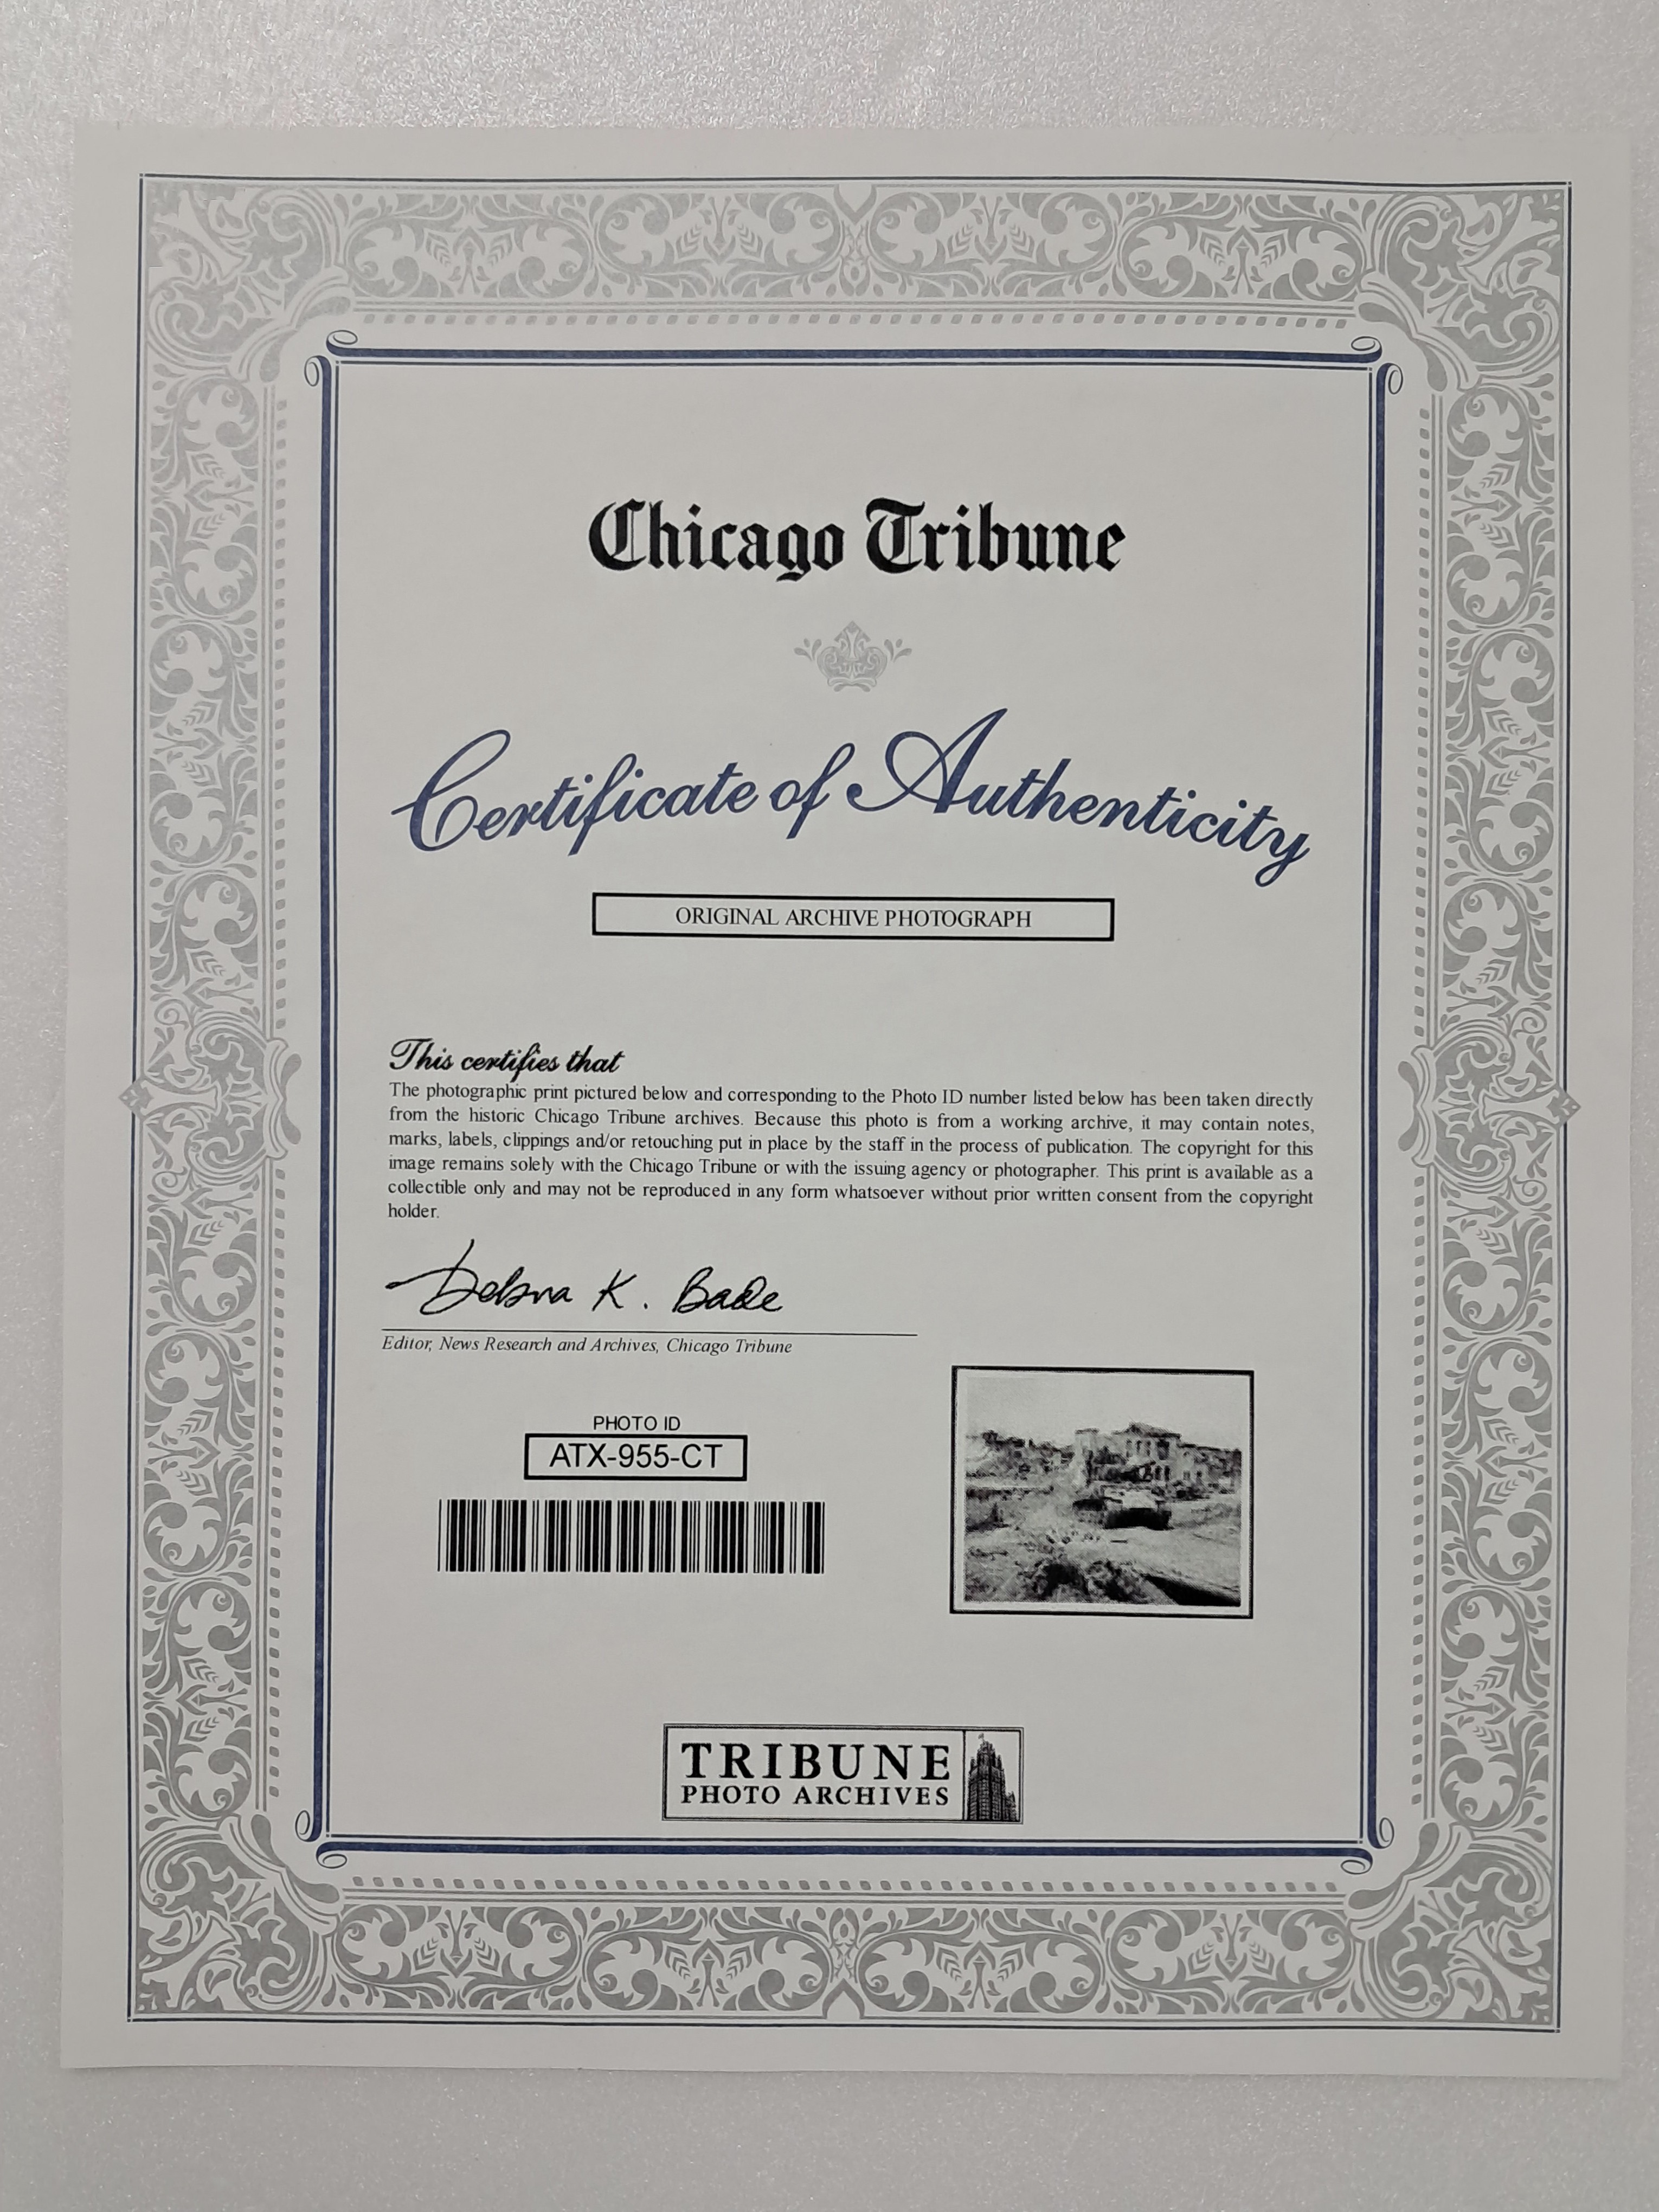 Chicago Tribune
Certificate of Authenticity
ORIGINAL ARCHIVE PHOTOGRAPH
This certifies that
The photographic print pictured below and corresponding to the Photo ID number listed below has been taken directly
from the historic Chicago Tribune archives. Because this photo is from a working archive, it may contain notes,
marks, labels, clippings and/or retouching put in place by the staff in the process of publication. The copyright for this
image remains solely with the Chicago Tribune or with the issuing agency or photographer. This print is available as a
collectible only and may not be reproduced in any form whatsoever without prior written consent from the copyright
holder.
Debra K. Bade
Editor, News Research and Archives, Chicago Tribune
PHOTO ID
ATX-955-CT
TRIBUNE
PHOTO ARCHIVES